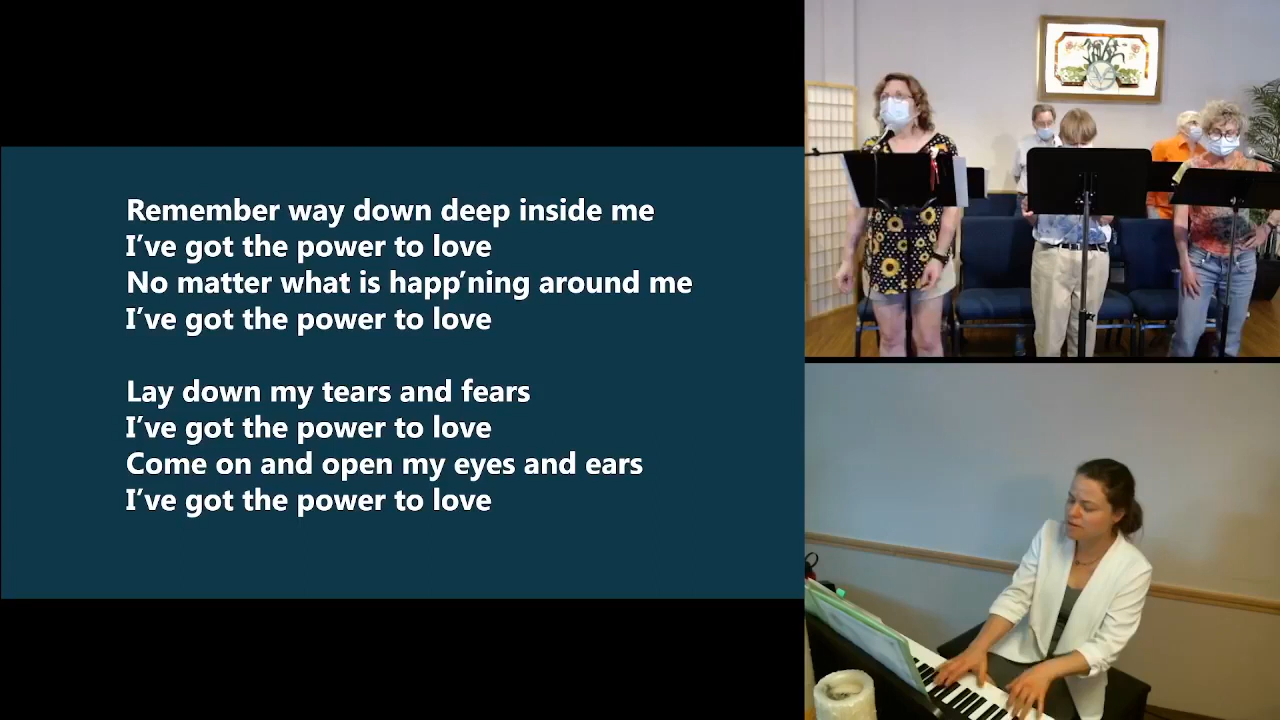 Remember way down deep inside me
I've got the power to love
No matter what is happ'ning around me
I've got the power to love
Lay down my tears and fears
I've got the power to love
Come on and open my eyes and ears
I've got the power to love